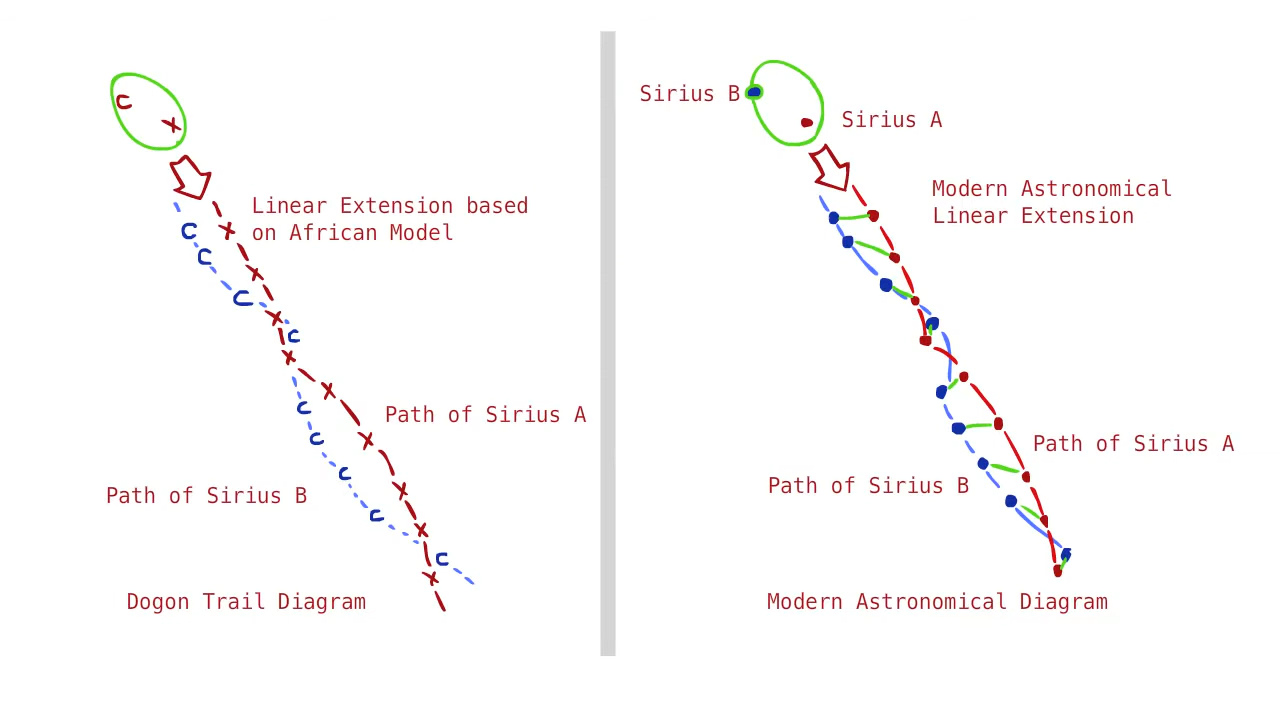 Linear Extension based
on African Model
Path of Sirius A
Path of Sirius B
Dogon Trail Diagram
Sirius B
Sirius A
Modern Astronomical
Linear Extension
Path of Sirius A
Path of Sirius B
Modern Astronomical Diagram